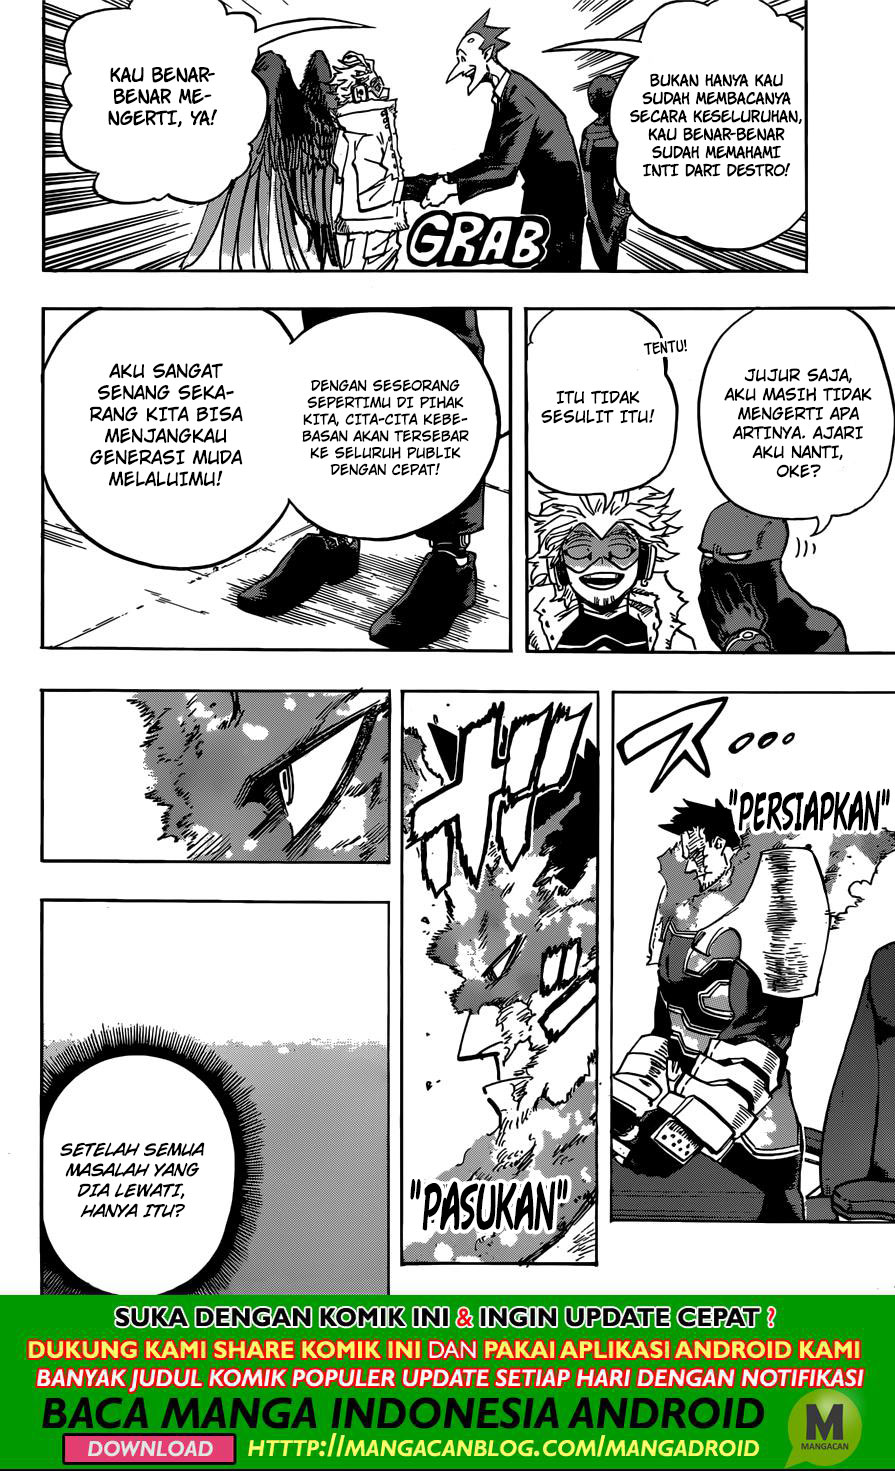 BUKAN HANYA KAU
SUDAH MEMBACANYA
SECARA KESELURUHAN,
KAU BENAR-BENAR
SUDAH MEMAHAMI
INTI DARI DESTRO!
KAU BENAR-
BENAR ME-
NGERTI, YA!
GRAB
JUJUR SAJA,
AKU MASIH TIDAK
MENGERTI APA
ARTINYA. AJARI
AKU NANTI,
OKE?
TENTU!
ITU TIDAK
SESULIT ITU!
DENGAN SESEORANG
SEPERTIMU DI PIHAK
KITA, CITA-CITA KEBE-
BASAN AKAN TERSEBAR
KE SELURUH PUBLIK
DENGAN CEPAT!
AKU SANGAT
SENANG SEKA-
RANG KITA BISA
MENJANGKAU
GENERASI MUDA
MELALUIMU!
ス...
"PERSIAPKAN"
"PASUKAN"
SETELAH SEMUA
MASALAH YANG
DIA LEWATI,
HANYA ITU?
SUKA DENGAN KOMIK INI & INGIN UPDATE CEPAT ?
DUKUNG KAMI SHARE KOMIK INI DAN PAKAI APLIKASI ANDROID KAMI
BANYAK JUDUL KOMIK POPULER UPDATE SETIAP HARI DENGAN NOTIFIKASI
BACA MANGA INDONESIA ANDROID
DOWNLOAD HTTTP://MANGACANBLOG.COM/MANGADROID
M
MANGACAN